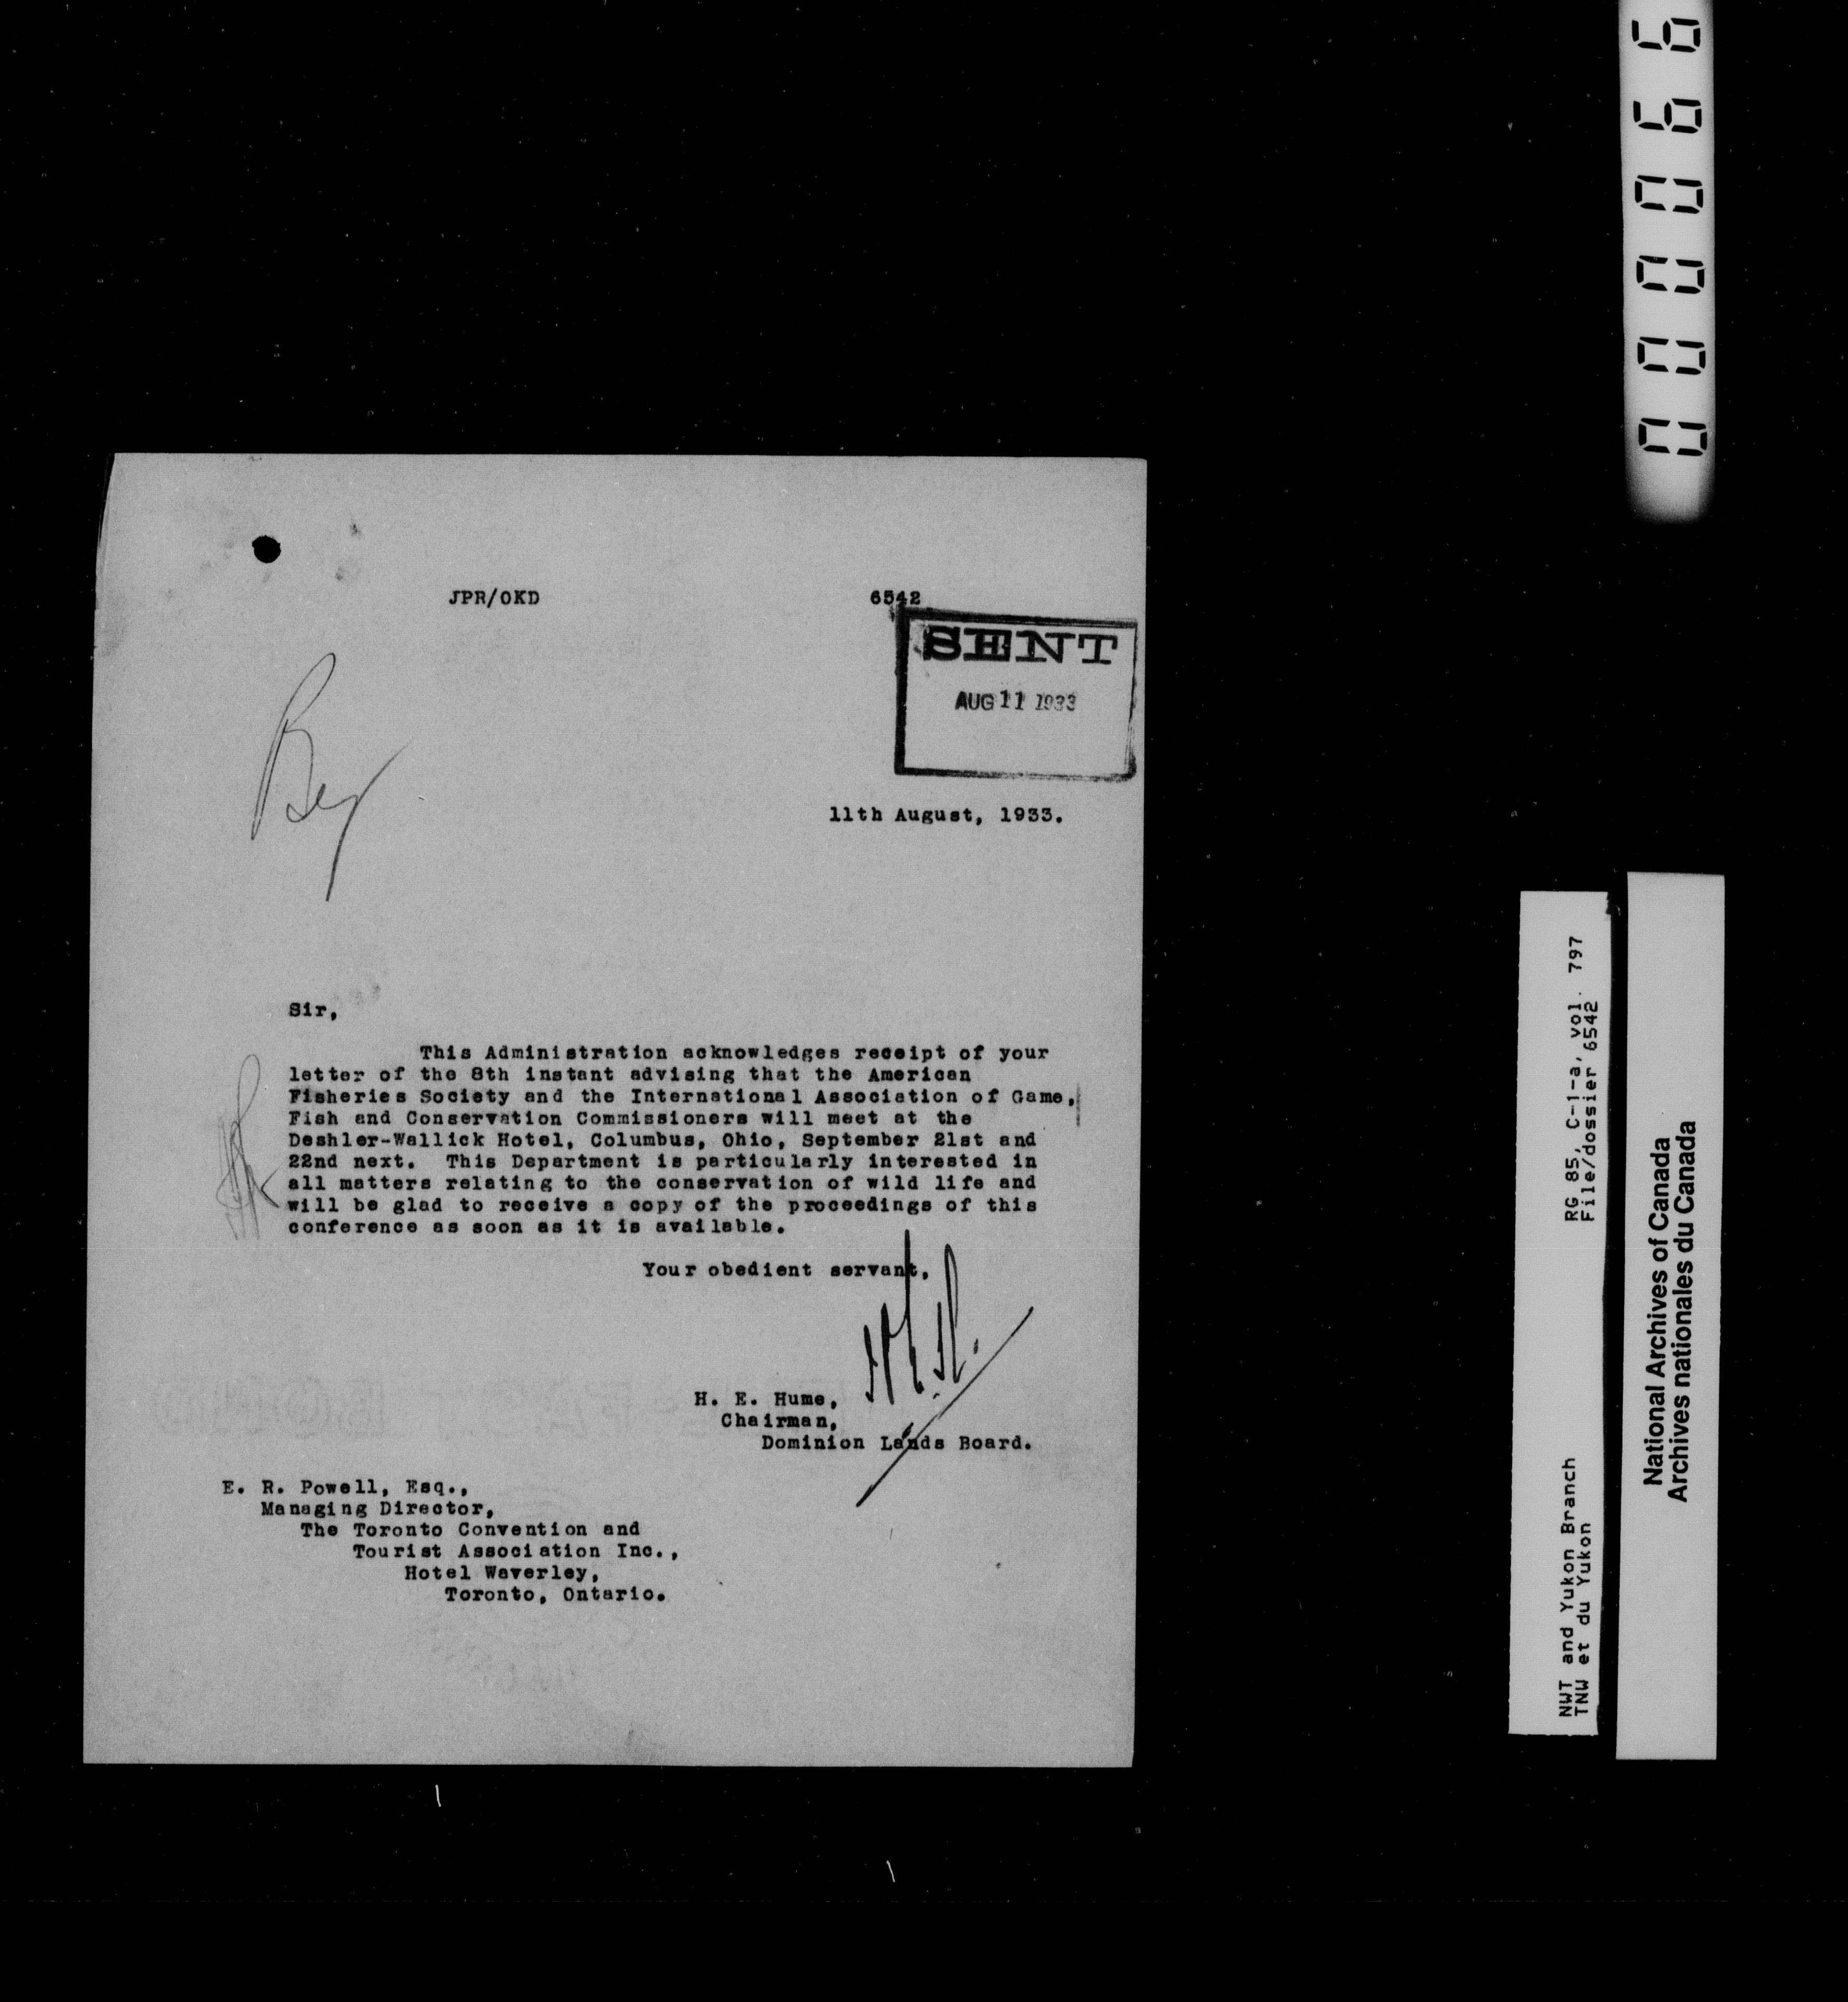 JPR/OKD 6542
SENT
AUG 11 1933
11th August, 1933.
Sir,
This Administration acknowledges receipt of your
letter of the 8th instant advising that the American
Fisheries Society and the International Association of Game,
Fish and Conservation Commissioners will meet at the
Deshler-Wallick Hotel, Columbus, Ohio, September 21st and
22nd next. This Department is particularly interested in
all matters relating to the conservation of wild life and
will be glad to receive a copy of the proceedings of this
conference as soon as it is available.
Your obedient servant,
H. E. Hume,
Chairman,
Dominion Lands Board.
E. R. Powell, Esq.,
Managing Director,
The Toronto Convention and
Tourist Association Inc.,
Hotel Waverley,
Toronto, Ontario.
NWT and Yukon Branch RG 85, C-1-a, vol. 797
TNW et du Yukon File/dossier 6542
National Archives of Canada
Archives nationales du Canada
000066